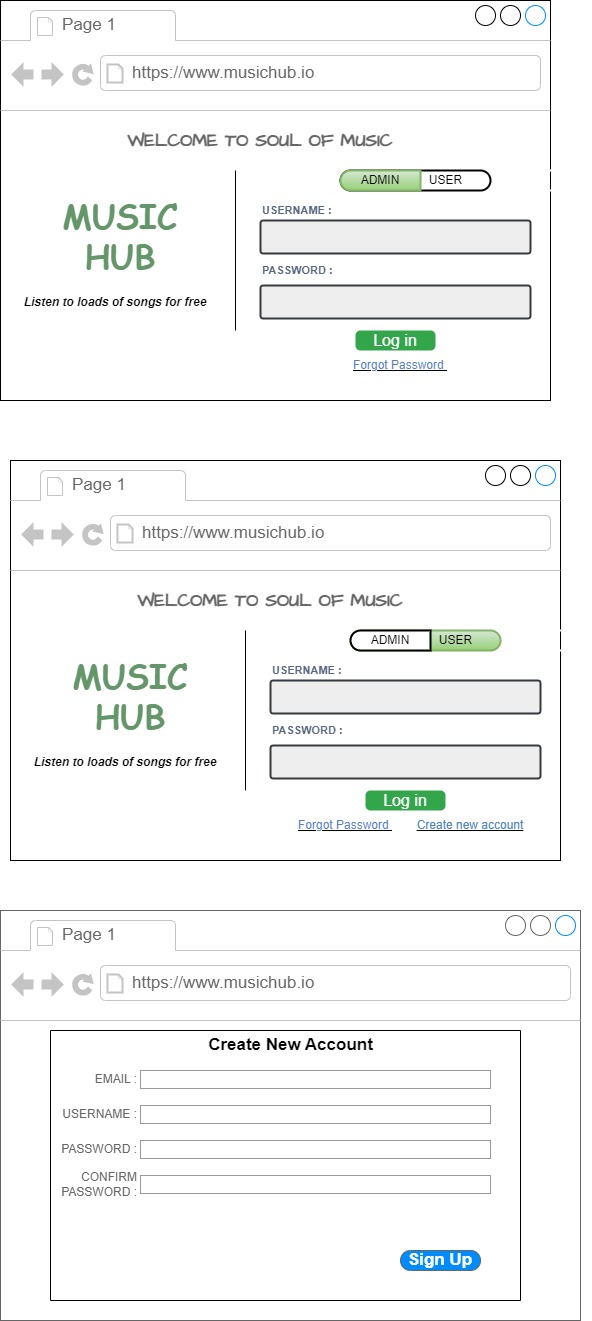 Page 1
https://www.musichub.io
WELCOME TO SOUL OF MUSIC
ADMIN USER
MUSIC
HUB
Listen to loads of songs for free
USERNAME :
PASSWORD :
Log in
Forgot Password
Page 1
https://www.musichub.io
WELCOME TO SOUL OF MUSIC
ADMIN USER
MUSIC
HUB
Listen to loads of songs for free
USERNAME :
PASSWORD :
Log in
Forgot Password Create new account
Page 1
https://www.musichub.io
Create New Account
EMAIL :
USERNAME :
PASSWORD :
CONFIRM
PASSWORD :
Sign Up